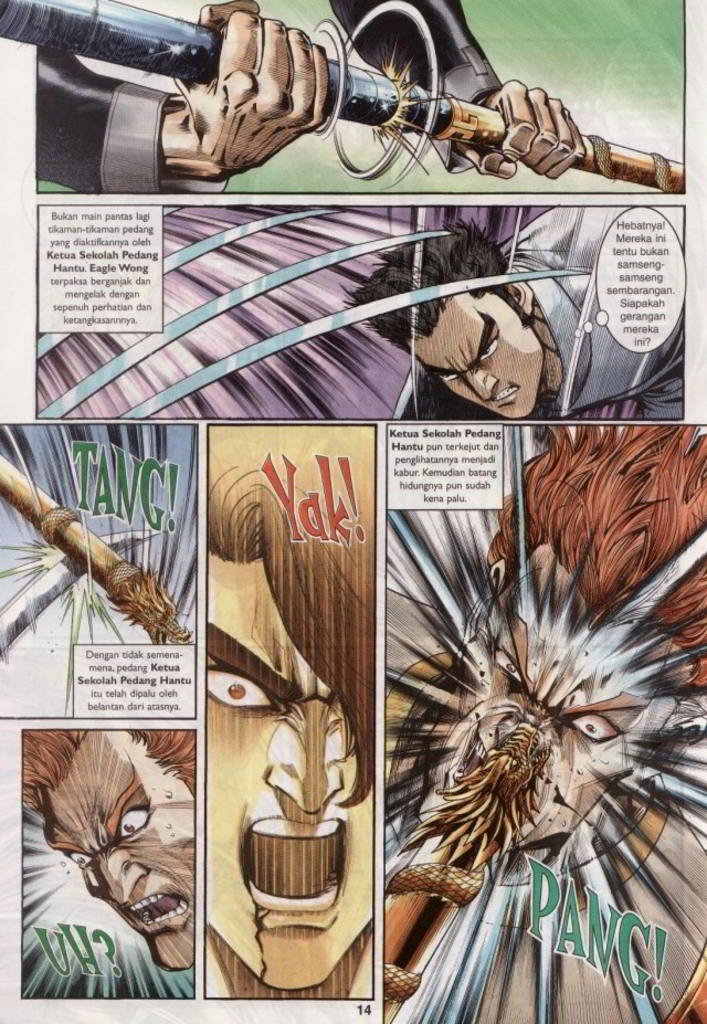 Bukan main pantas lagi
tikaman-tikaman pedang
yang diaktifkannya oleh
Ketua Sekolah Pedang
Hantu. Eagle Wong
terpaksa berganjak dan
mengelak dengan
sepenuh perhatian dan
ketangkasannnya.
Hebatnya!
Mereka ini
tentu bukan
samseng-
samseng
sembarangan.
Siapakah
gerangan
mereka
ini?
TANG!
Dengan tidak semena-
mena, pedang Ketua
Sekolah Pedang Hantu
itu telah dipalu oleh
belantan dari atasnya.
Yak!
Ketua Sekolah Pedang
Hantu pun terkejut dan
penglihatannya menjadi
kabur. Kemudian batang
hidungnya pun sudah
kena palu.
UH?
PANG!
14